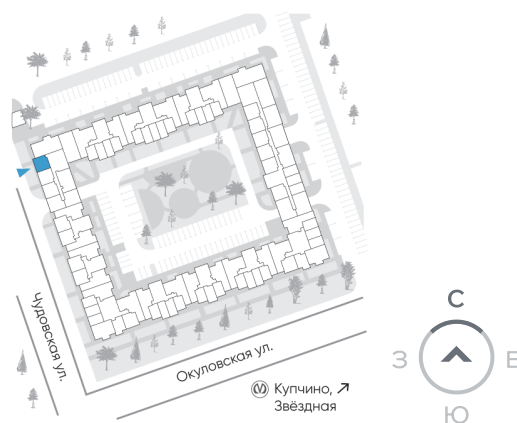 Чудовская ул.
Окуловская ул.
Купчино, ↗
Звёздная
С
З
В
Ю